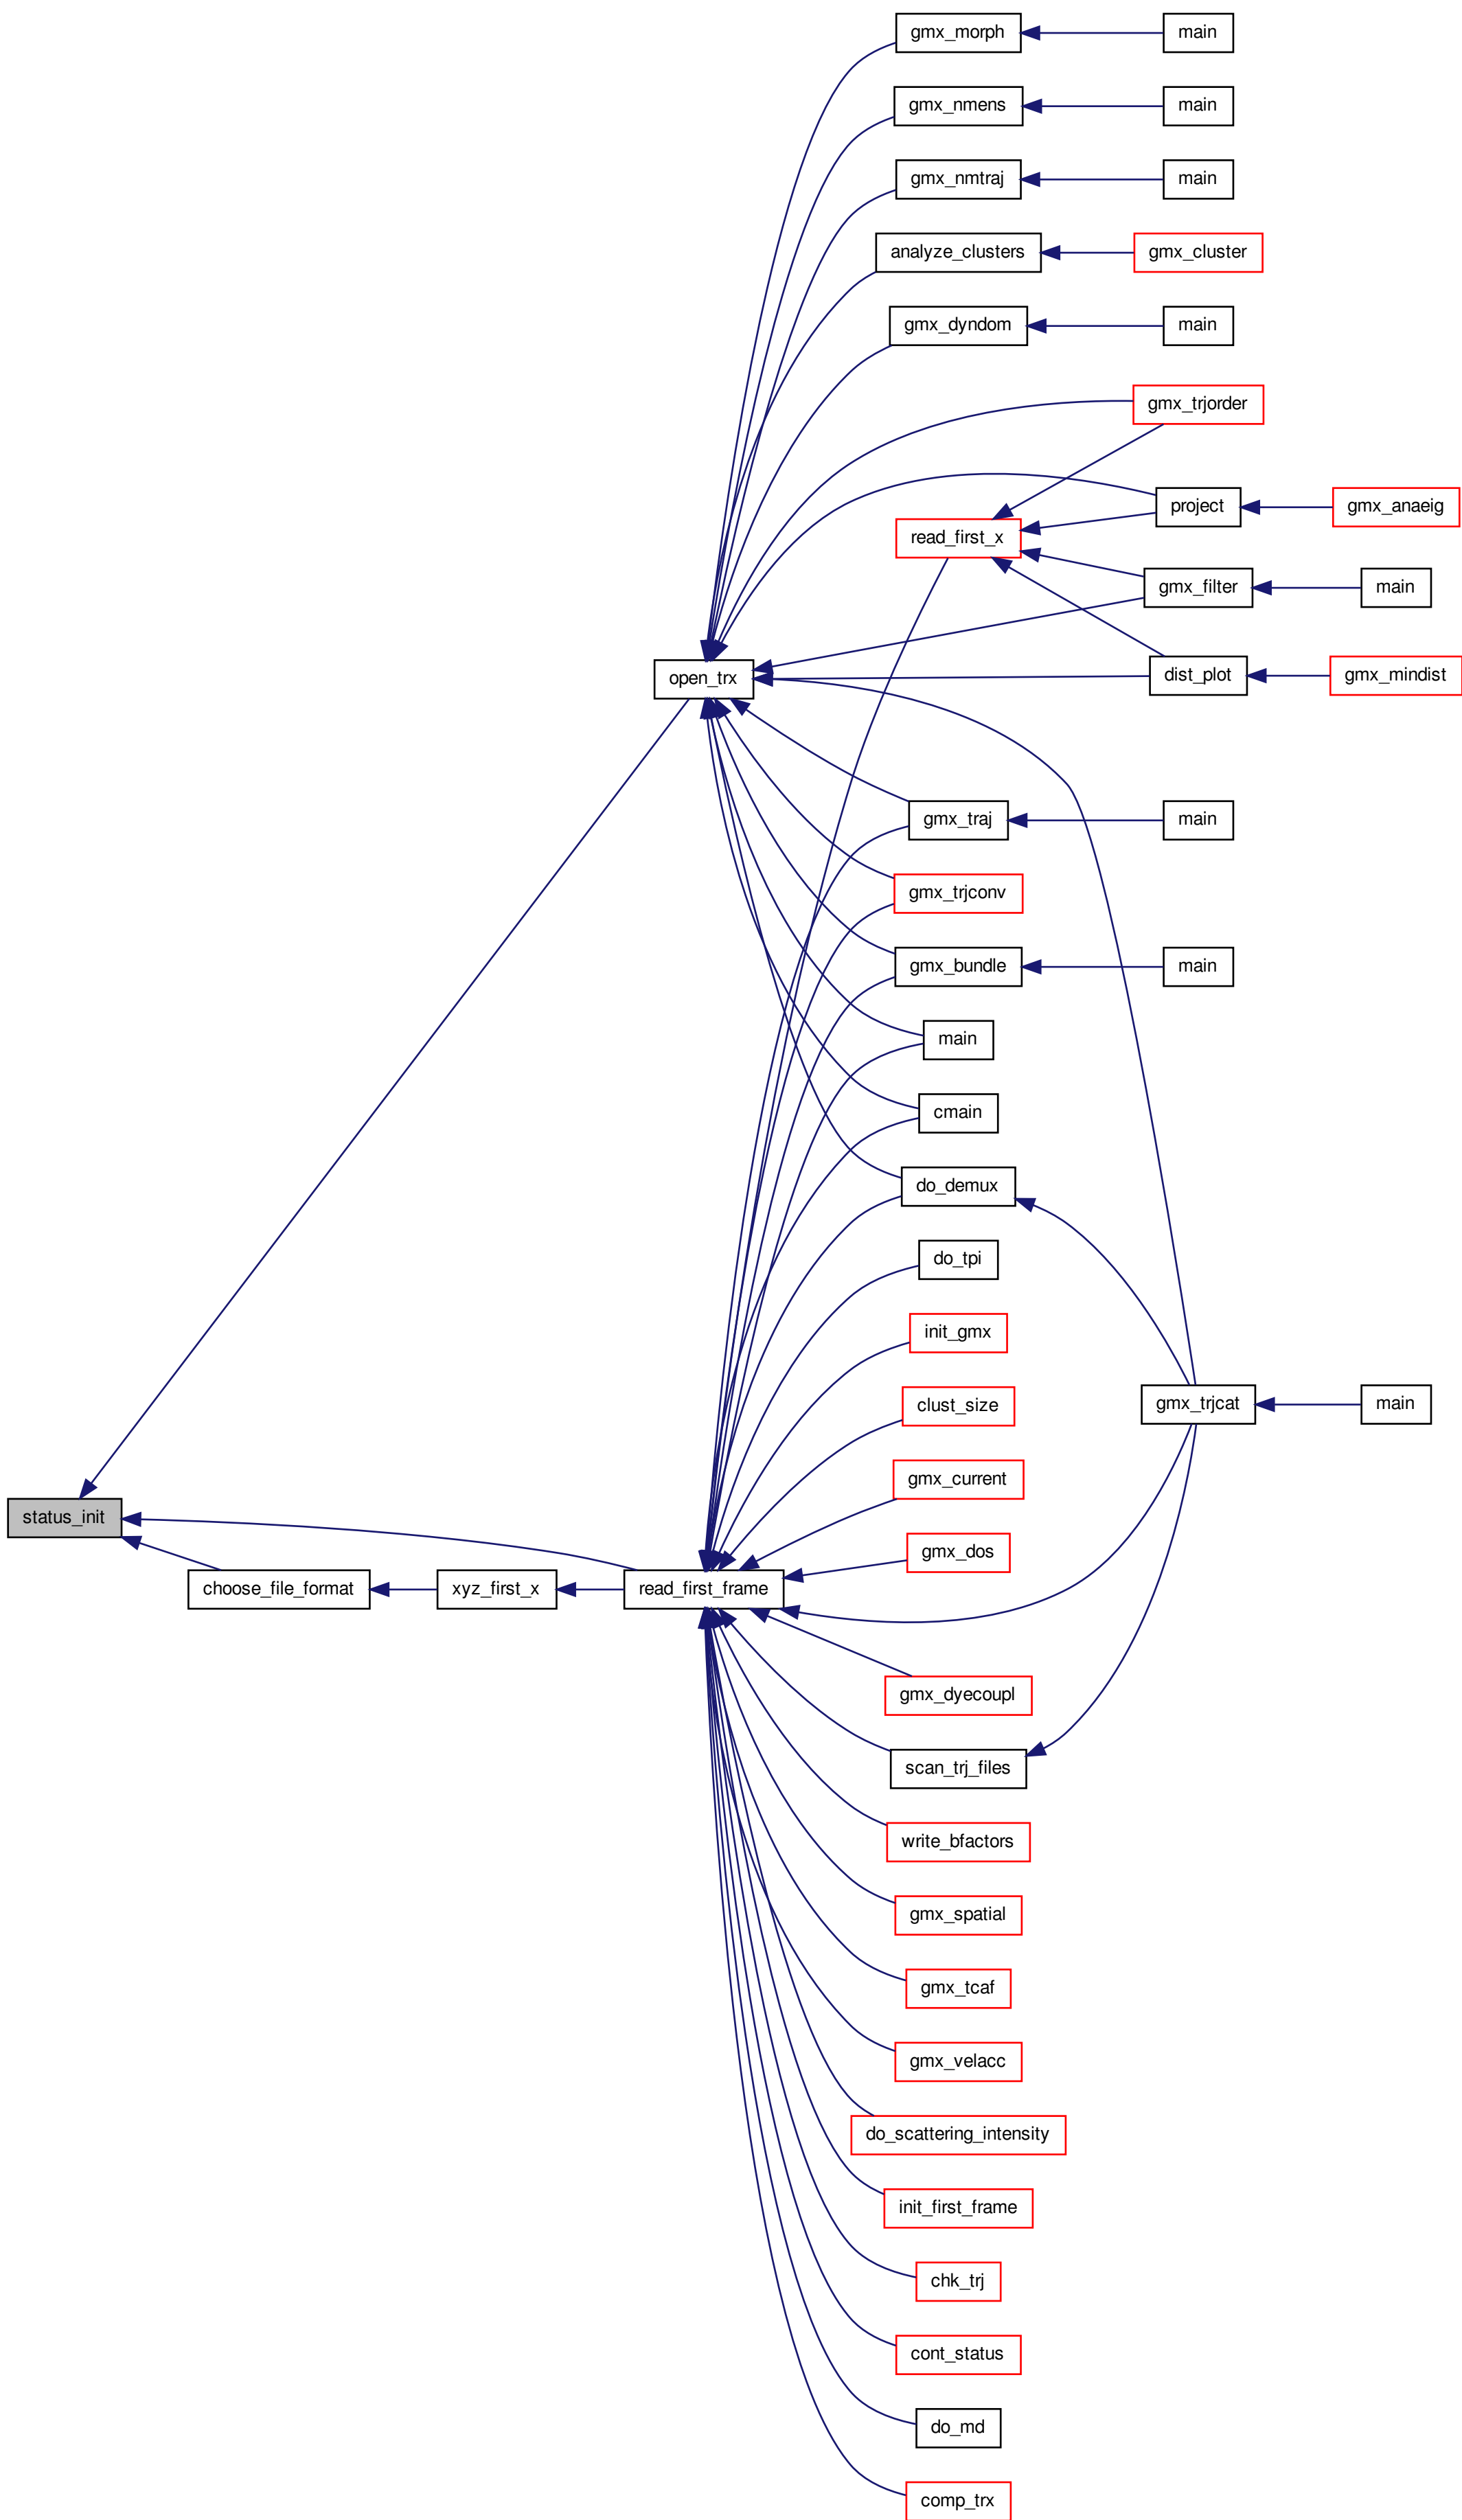 gmx_morph
main
gmx_nmens
main
gmx_nmtraj
main
analyze_clusters
gmx_cluster
gmx_dyndom
main
gmx_trjorder
project
gmx_anaeig
read_first_x
gmx_filter
main
open_trx
dist_plot
gmx_mindist
gmx_traj
main
gmx_trjconv
gmx_bundle
main
main
cmain
do_demux
do_tpi
init_gmx
clust_size
gmx_trjcat
main
gmx_current
status_init
gmx_dos
choose_file_format
xyz_first_x
read_first_frame
gmx_dyecoupl
scan_trj_files
write_bfactors
gmx_spatial
gmx_tcaf
gmx_velacc
do_scattering_intensity
init_first_frame
chk_trj
cont_status
do_md
comp_trx